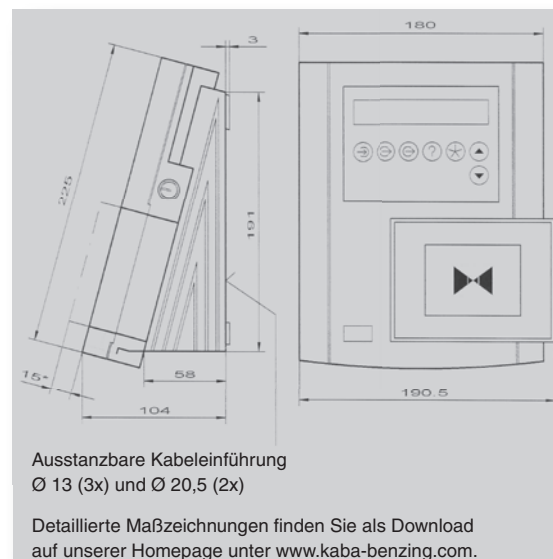 3
180
225
191
15°
58
104
190.5
?
Ausstanzbare Kabeleinführung
Ø 13 (3x) und Ø 20,5 (2x)
Detaillierte Maßzeichnungen finden Sie als Download
auf unserer Homepage unter www.kaba-benzing.com.